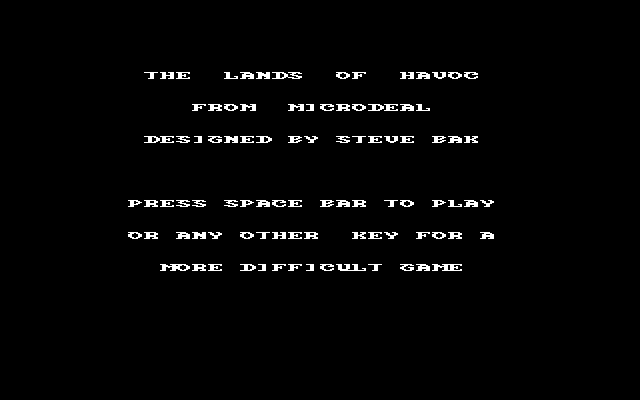 THE LANDS OF HAVOC
FROM MICRODEAL
DESIGNED BY STEVE BAK
PRESS SPACE BAR TO PLAY
OR ANY OTHER KEY FOR A
MORE DIFFICULT GAME